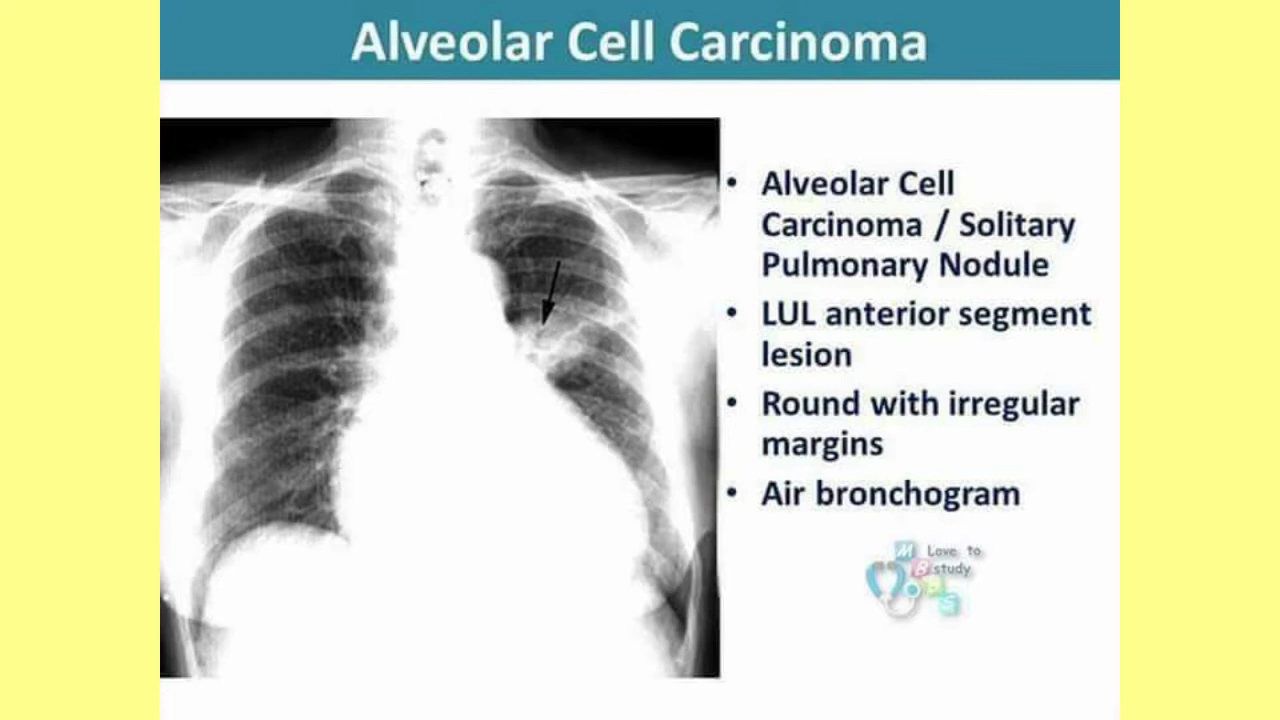 Alveolar Cell Carcinoma
• Alveolar Cell
Carcinoma / Solitary
Pulmonary Nodule
• LUL anterior segment
lesion
• Round with irregular
margins
• Air bronchogram
M Love to
B study
B
S